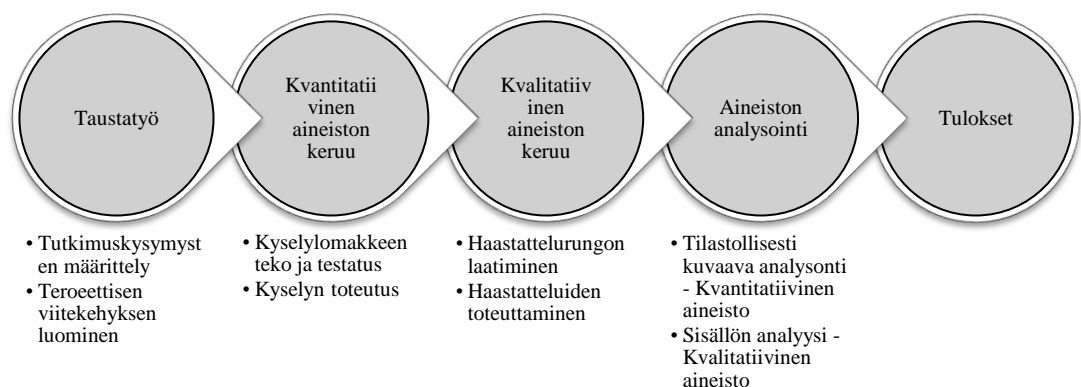 Taustatyö
Kvantitatii
vinen
aineiston
keruu
Kvalitatiiv
inen
aineiston
keruu
Aineiston
analysointi
Tulokset
• Tutkimuskysymyst
en määrittely
• Teroeettisen
viitekehyksen
luominen
• Kyselylomakkeen
teko ja testatus
• Kyselyn toteutus
• Haastattelurungon
laatiminen
• Haastatteluiden
toteuttaminen
• Tilastollisesti
kuvaava analysonti
- Kvantitatiivinen
aineisto
• Sisällön analyysi -
Kvalitatiivinen
aineisto